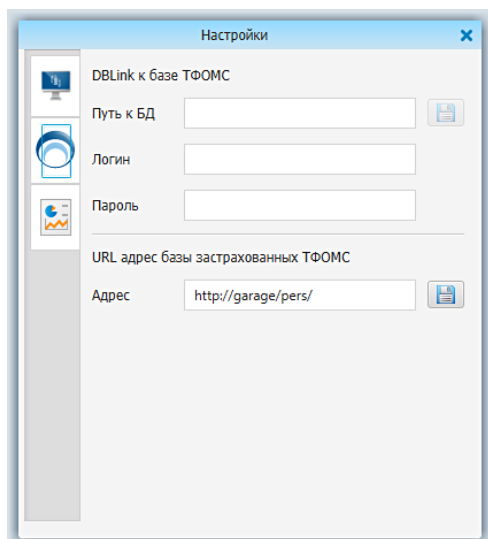 Настройки
DBLink к базе ТФОМС
Путь к БД
Логин
Пароль
URL адрес базы застрахованных ТФОМС
Адрес http://garage/pers/